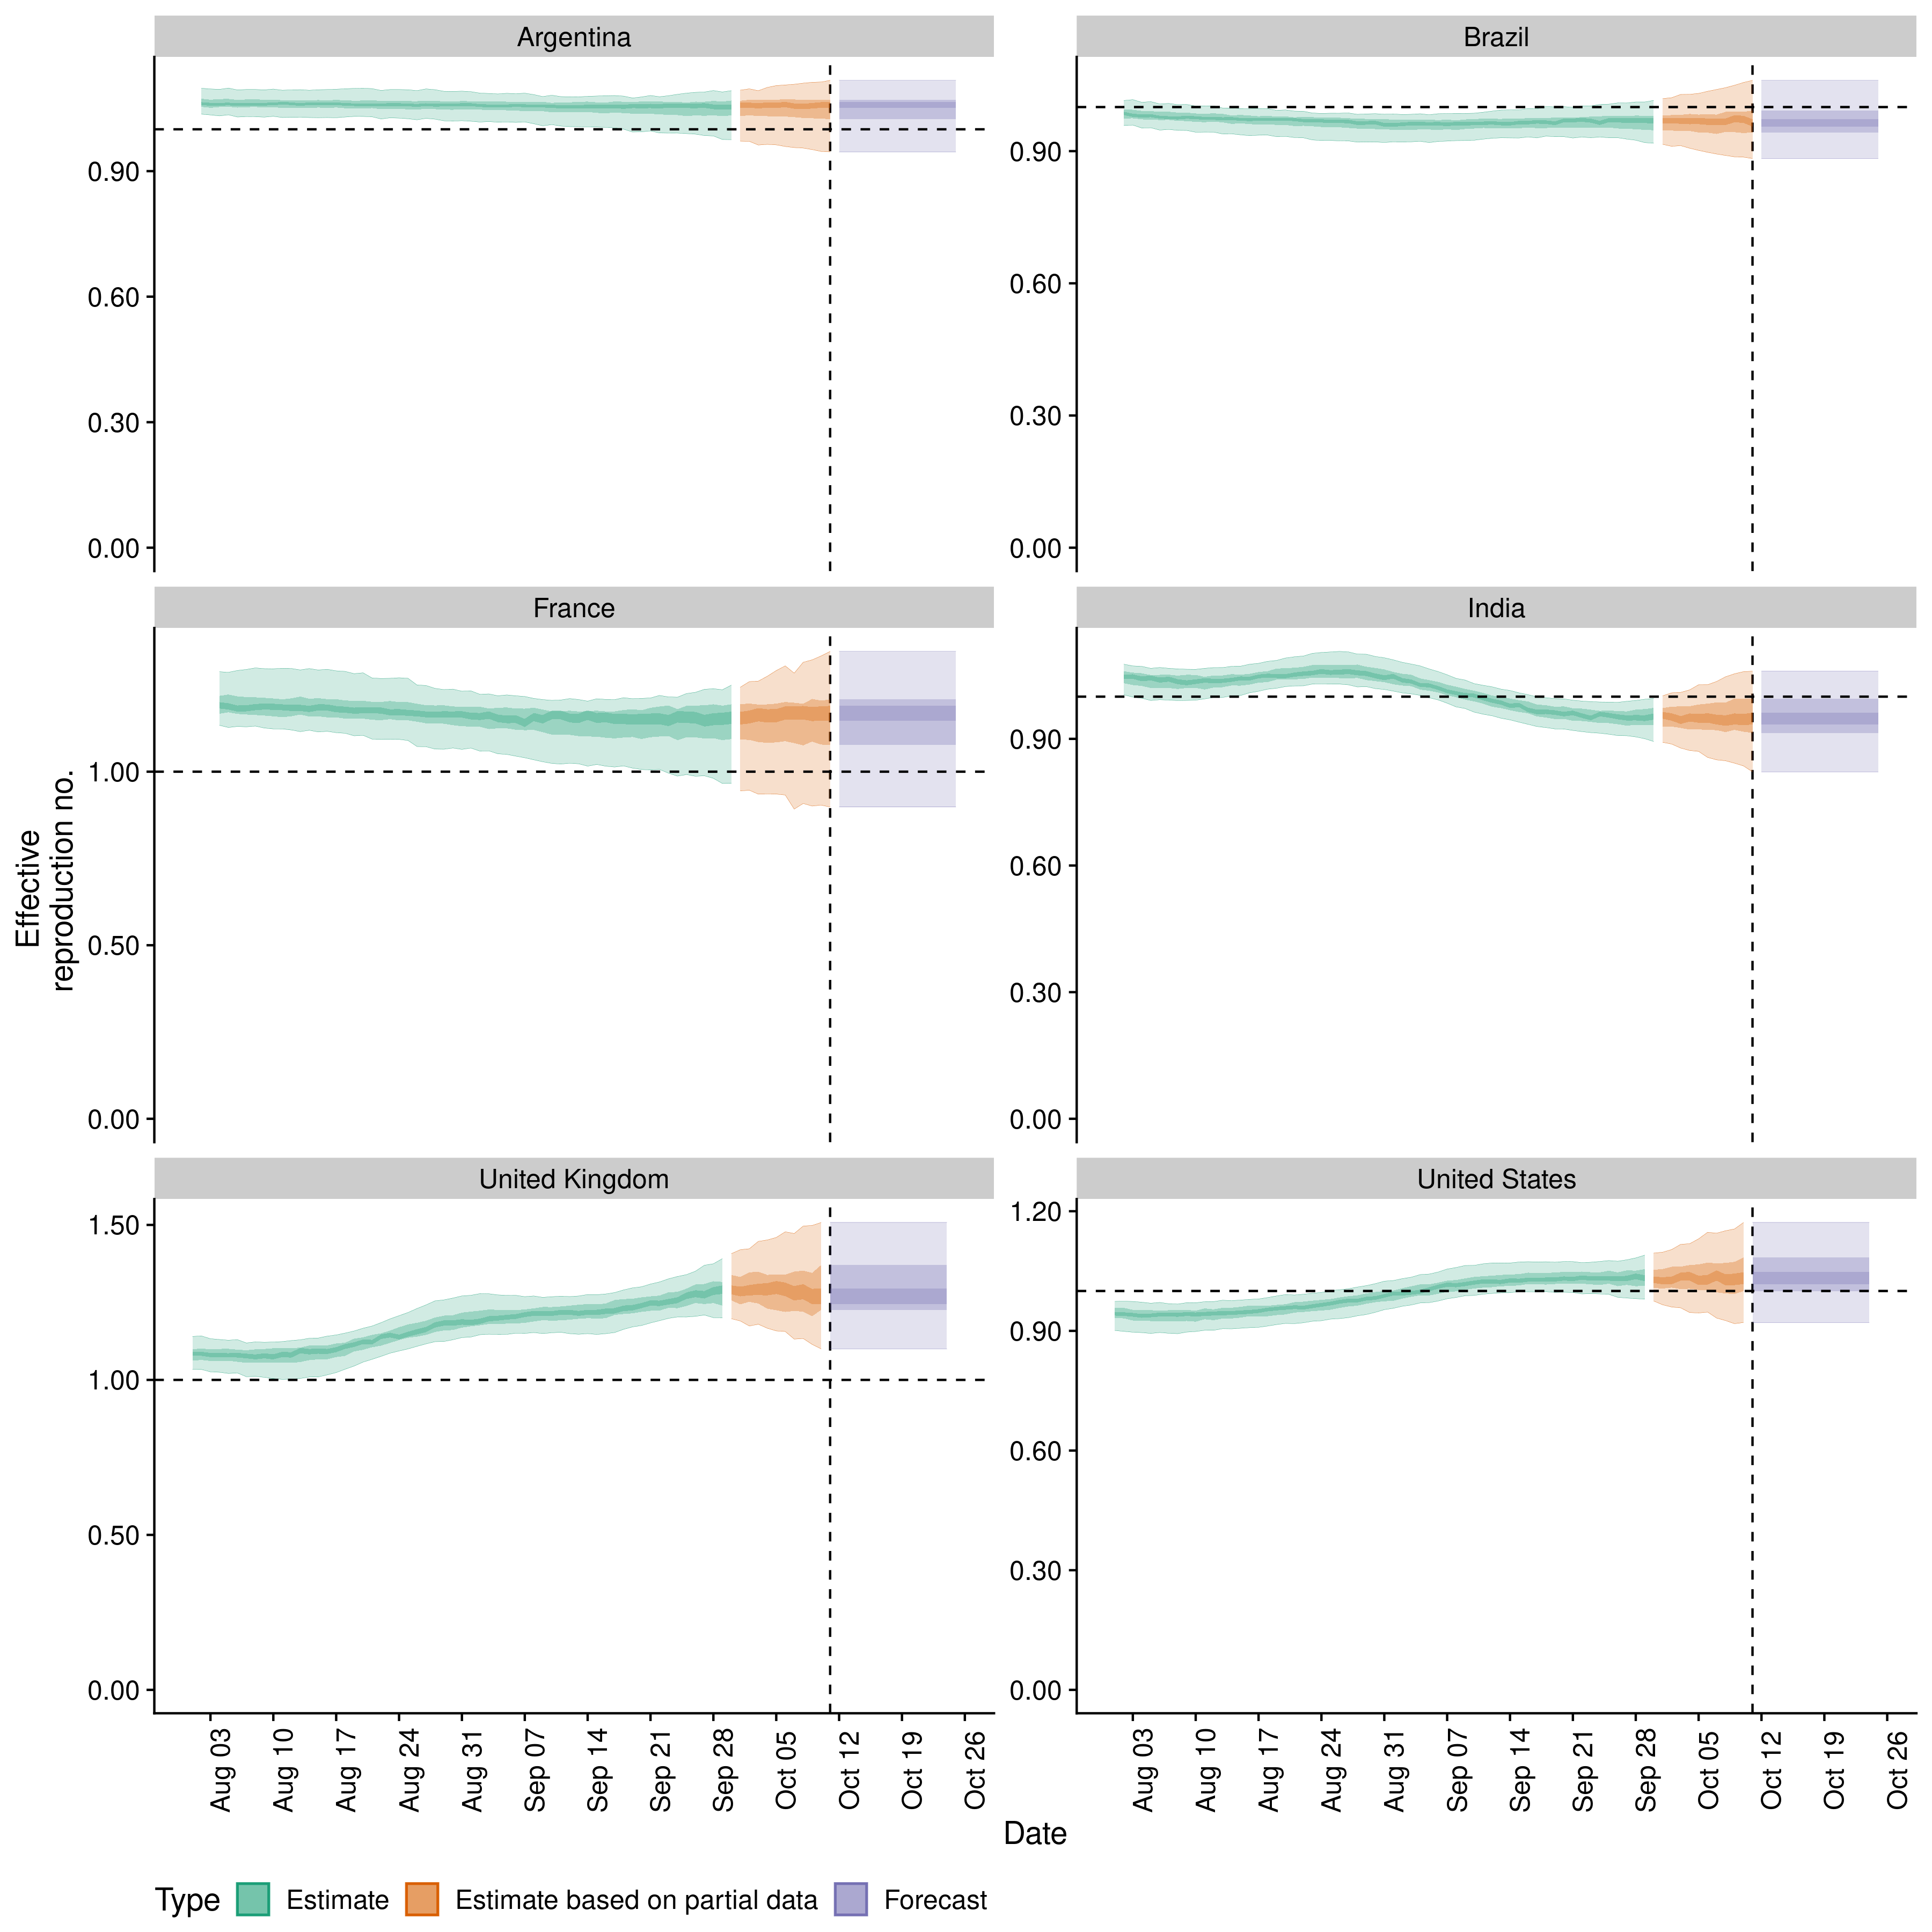 Argentina
Brazil
0.90
0.60
0.30
0.00
0.90
0.60
0.30
0.00
France
India
1.00
0.50
0.00
0.90
0.60
0.30
0.00
Effective
reproduction no.
United Kingdom
United States
1.50
1.00
0.50
0.00
1.20
0.90
0.60
0.30
0.00
Aug 03
Aug 10
Aug 17
Aug 24
Aug 31
Sep 07
Sep 14
Sep 21
Sep 28
Oct 05
Oct 12
Oct 19
Oct 26
Aug 03
Aug 10
Aug 17
Aug 24
Aug 31
Sep 07
Sep 14
Sep 21
Sep 28
Oct 05
Oct 12
Oct 19
Oct 26
Date
Type Estimate Estimate based on partial data Forecast